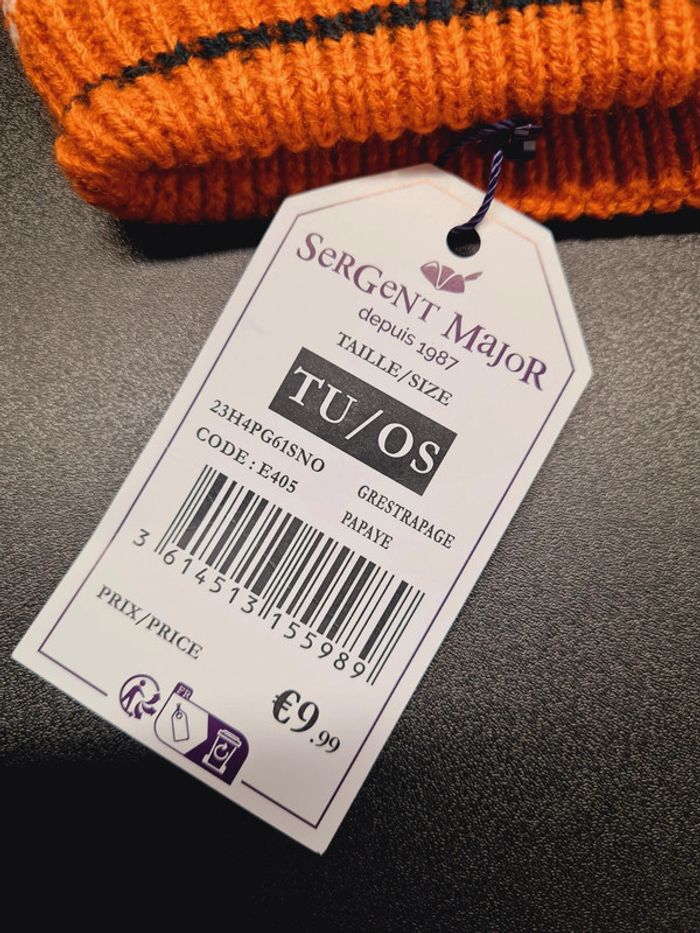 SeRGeNT MaJoR
depuis 1987
TAILLE/SIZE
TU/OS
23H4PG61SNO GRESTRAPAGE
CODE : E405 PAPAYE
3 614513 155989
PRIX/PRICE
€9.99
FR